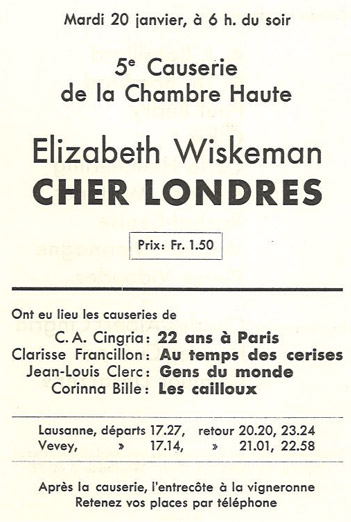 Mardi 20 janvier, à 6 h. du soir
5e Causerie
de la Chambre Haute
Elizabeth Wiskeman
CHER LONDRES
Prix: Fr. 1.50
Ont eu lieu les causeries de
C. A. Cingria: 22 ans à Paris
Clarisse Francillon: Au temps des cerises
Jean-Louis Clerc: Gens du monde
Corinna Bille: Les cailloux
Lausanne, départs 17.27, retour 20.20, 23.24
Vevey, » 17.14, » 21.01, 22.58
Après la causerie, l'entrecôte à la vigneronne
Retenez vos places par téléphone